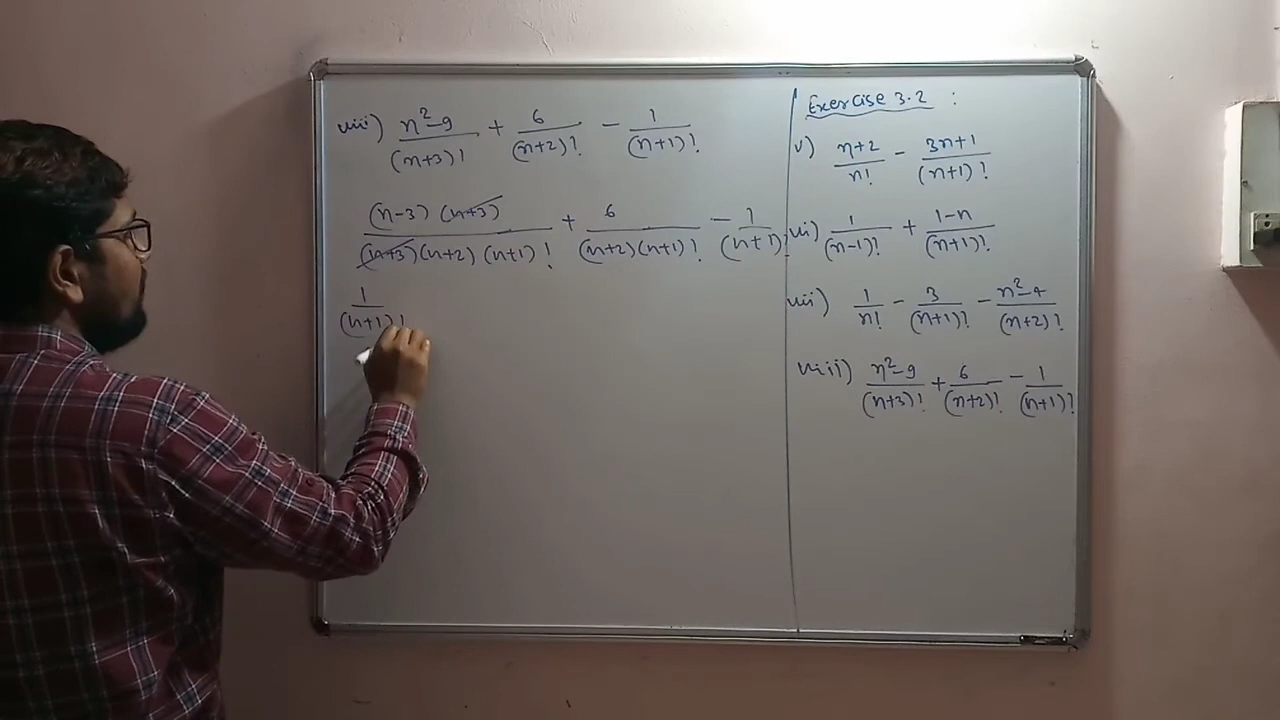 viii) n²-9/(n+3)! + 6/(n+2)! - 1/(n+1)!
(n-3)(n+3)/(n+3)(n+2)(n+1)! + 6/(n+2)(n+1)! - 1/(n+1)!
1/(n+1)!
Exercise 3.2 :
v) n+2/n! - 3n+1/(n+1)!
vi) 1/(n-1)! + 1-n/(n+1)!
vii) 1/n! - 3/(n+1)! - n²-4/(n+2)!
viii) n²-9/(n+3)! + 6/(n+2)! - 1/(n+1)!